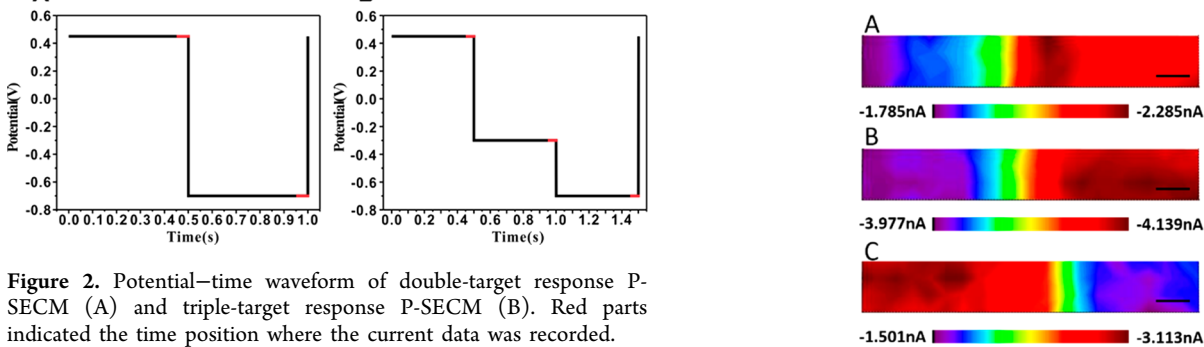 0.6
0.4
0.2
0.0
-0.2
-0.4
-0.6
-0.8
Potential(V)
0.0 0.1 0.2 0.3 0.4 0.5 0.6 0.7 0.8 0.9 1.0
Time(s)
0.6
0.4
0.2
0.0
-0.2
-0.4
-0.6
-0.8
Potential(V)
0.0 0.2 0.4 0.6 0.8 1.0 1.2 1.4
Time(s)
Figure 2. Potential−time waveform of double-target response P-
SECM (A) and triple-target response P-SECM (B). Red parts
indicated the time position where the current data was recorded.
A
-1.785nA -2.285nA
B
-3.977nA -4.139nA
C
-1.501nA -3.113nA